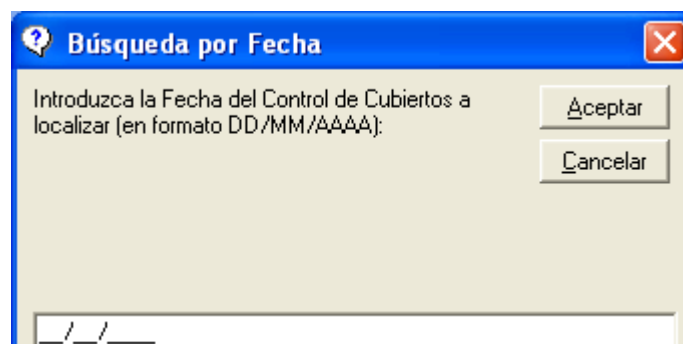 Búsqueda por Fecha
Introduzca la Fecha del Control de Cubiertos a
localizar (en formato DD/MM/AAAA):
Aceptar
Cancelar
__/__/____